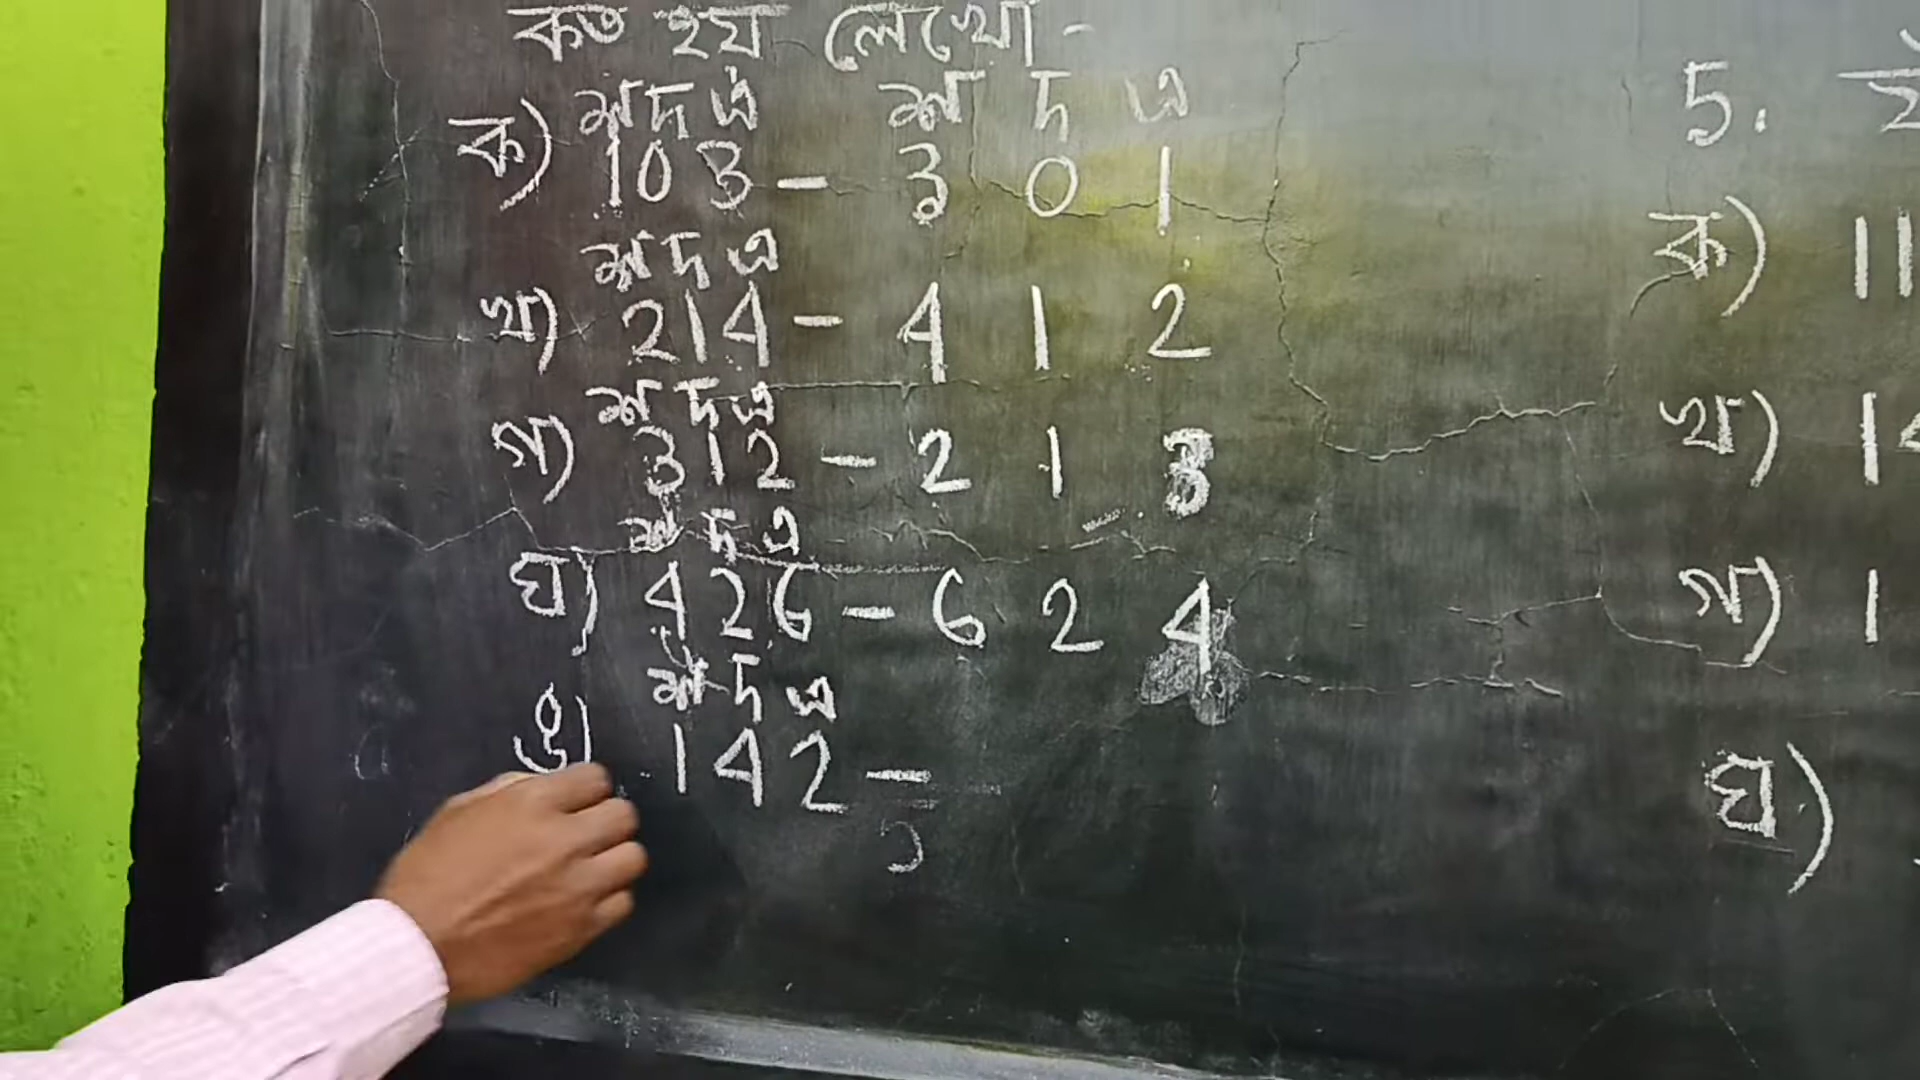 কত হয় লেখো -
শ দ এ শ দ এ
ক) 103 - 3 0 1
শ দ এ
খ) 214 - 4 1 2
শ দ এ
গ) 312 - 2 1 3
শ দ এ
ঘ) 426 - 6 2 4
শ দ এ
ঙ) 142 -
5.
ক) 11
খ) 14
গ) 1
ঘ)